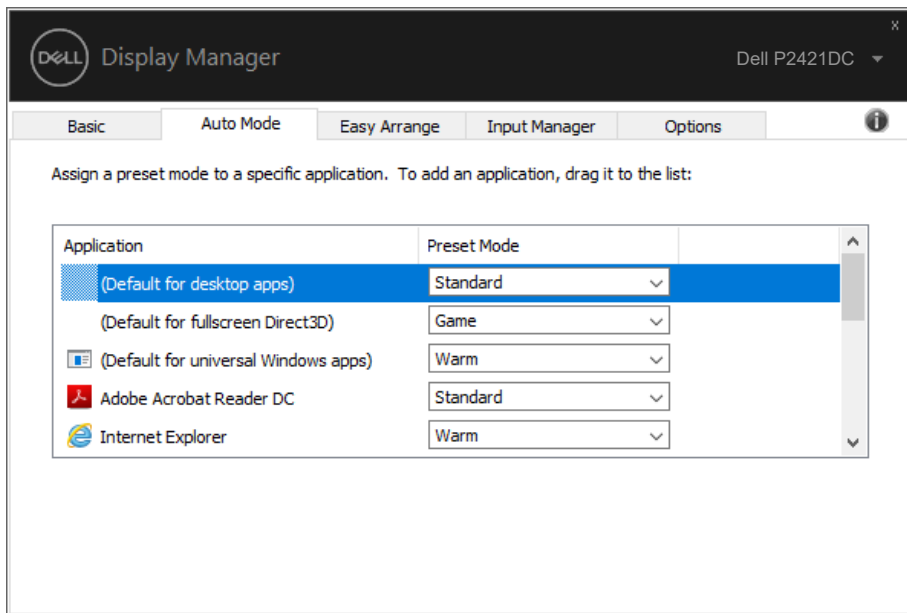 x
DELL Display Manager Dell P2421DC
Basic Auto Mode Easy Arrange Input Manager Options
Assign a preset mode to a specific application. To add an application, drag it to the list:
Application Preset Mode
(Default for desktop apps) Standard
(Default for fullscreen Direct3D) Game
(Default for universal Windows apps) Warm
Adobe Acrobat Reader DC Standard
Internet Explorer Warm